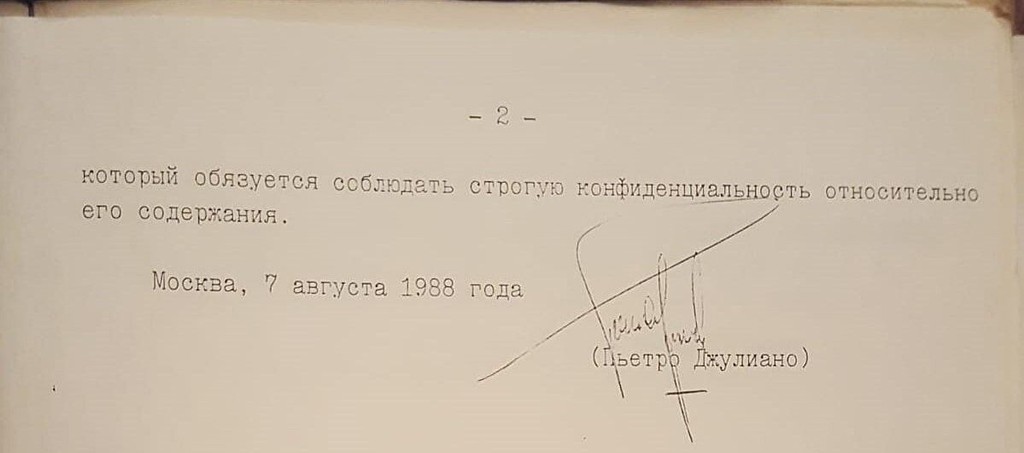 - 2 -
который обязуется соблюдать строгую конфиденциальность относительно
его содержания.
Москва, 7 августа 1988 года
(Пьетро Джулиано)